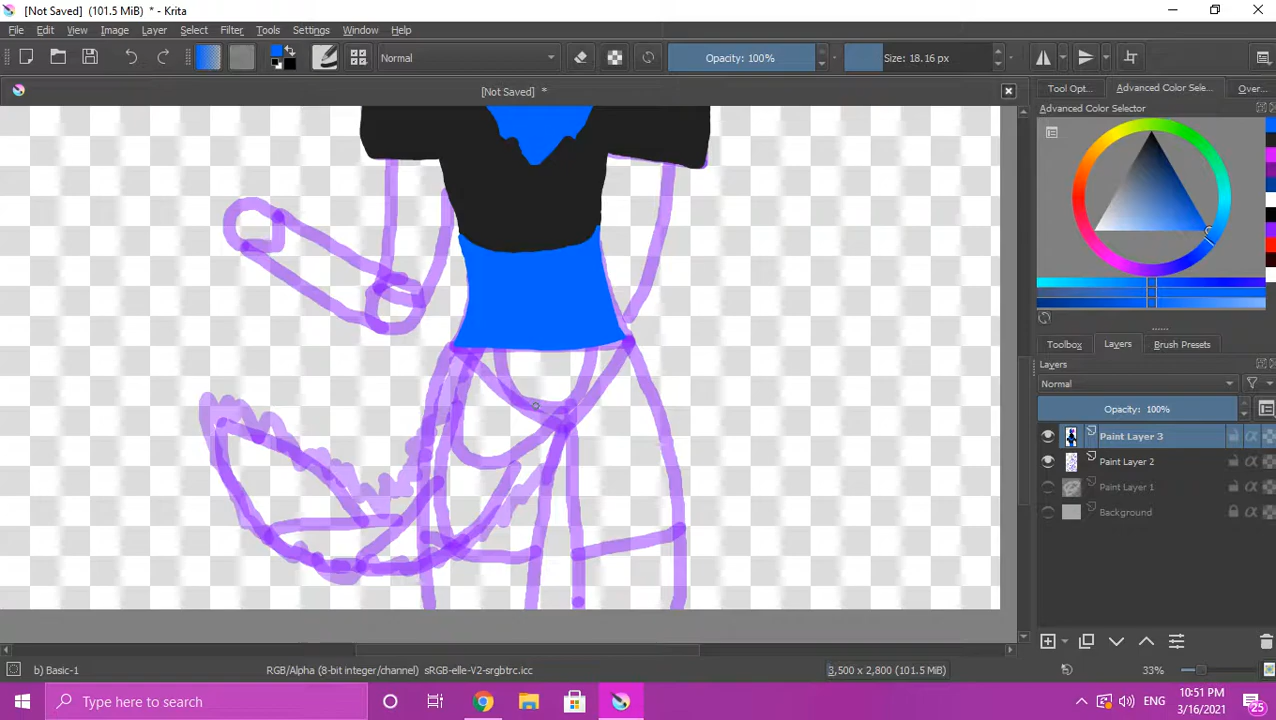 [Not Saved] (101.5 MiB) * - Krita
File Edit View Image Layer Select Filter Tools Settings Window Help
Normal
Opacity: 100%
Size: 18.16 px
[Not Saved] *
Tool Opt...
Advanced Color Sele...
Over...
Advanced Color Selector
Toolbox
Layers
Brush Presets
Layers
Normal
Opacity: 100%
Paint Layer 3
Paint Layer 2
Paint Layer 1
Background
b) Basic-1
RGB/Alpha (8-bit integer/channel) sRGB-elle-V2-srgbtrc.icc
3,500 x 2,800 (101.5 MiB)
33%
Type here to search
ENG
10:51 PM
3/16/2021
25